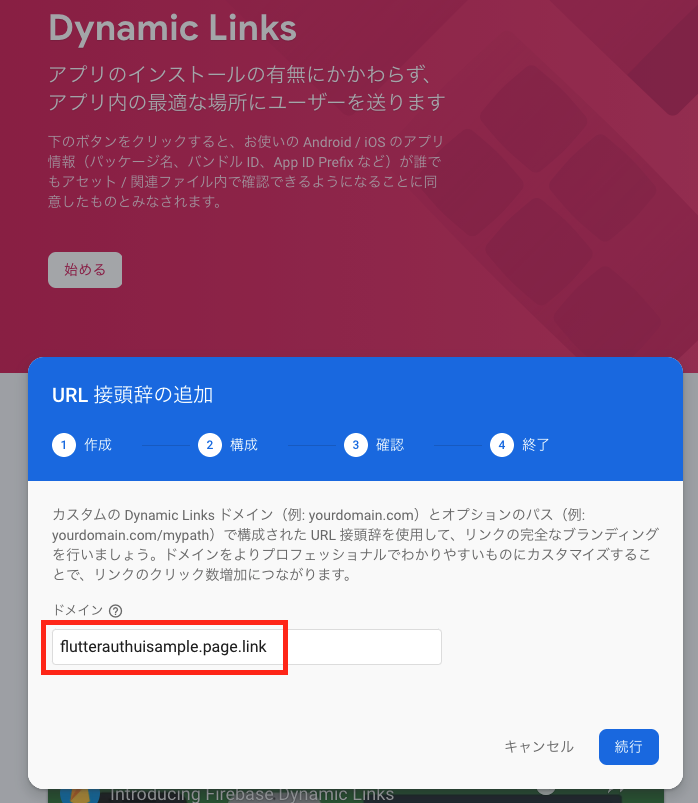 Dynamic Links
アプリのインストールの有無にかかわらず、
アプリ内の最適な場所にユーザーを送ります
下のボタンをクリックすると、お使いの Android / iOS のアプリ
情報（パッケージ名、バンドル ID、App ID Prefix など）が誰で
もアセット / 関連ファイル内で確認できるようになることに同
意したものとみなされます。
始める
URL 接頭辞の追加
1 作成 2 構成 3 確認 4 終了
カスタムの Dynamic Links ドメイン（例: yourdomain.com）とオプションのパス（例:
yourdomain.com/mypath）で構成された URL 接頭辞を使用して、リンクの完全なブランディング
を行いましょう。ドメインをよりプロフェッショナルでわかりやすいものにカスタマイズするこ
とで、リンクのクリック数増加につながります。
ドメイン ?
flutterauthuisample.page.link
キャンセル 続行
Introducing Firebase Dynamic Links